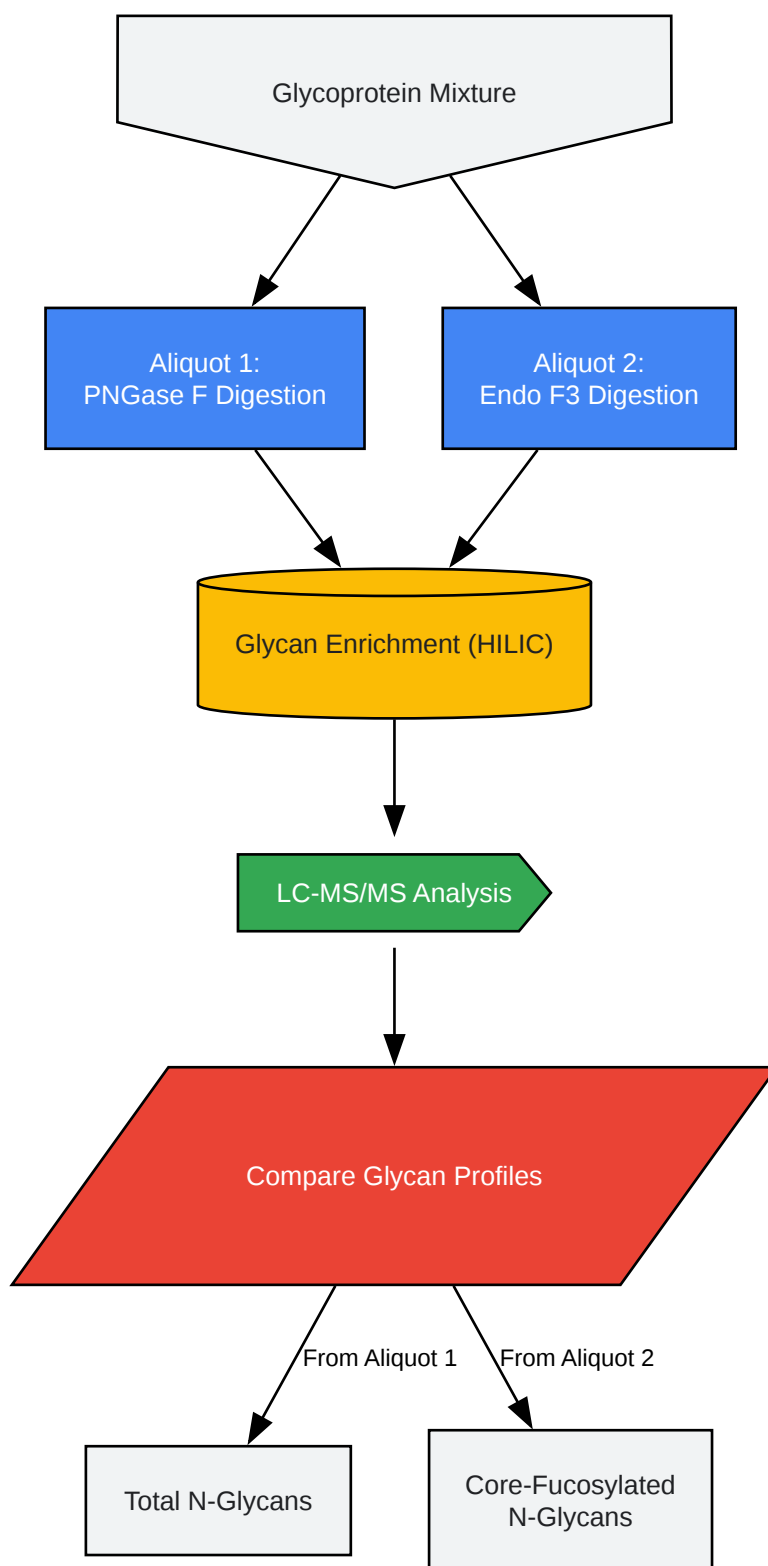 Glycoprotein Mixture
Aliquot 1:
PNGase F Digestion
Aliquot 2:
Endo F3 Digestion
Glycan Enrichment (HILIC)
LC-MS/MS Analysis
Compare Glycan Profiles
From Aliquot 1
From Aliquot 2
Total N-Glycans
Core-Fucosylated
N-Glycans